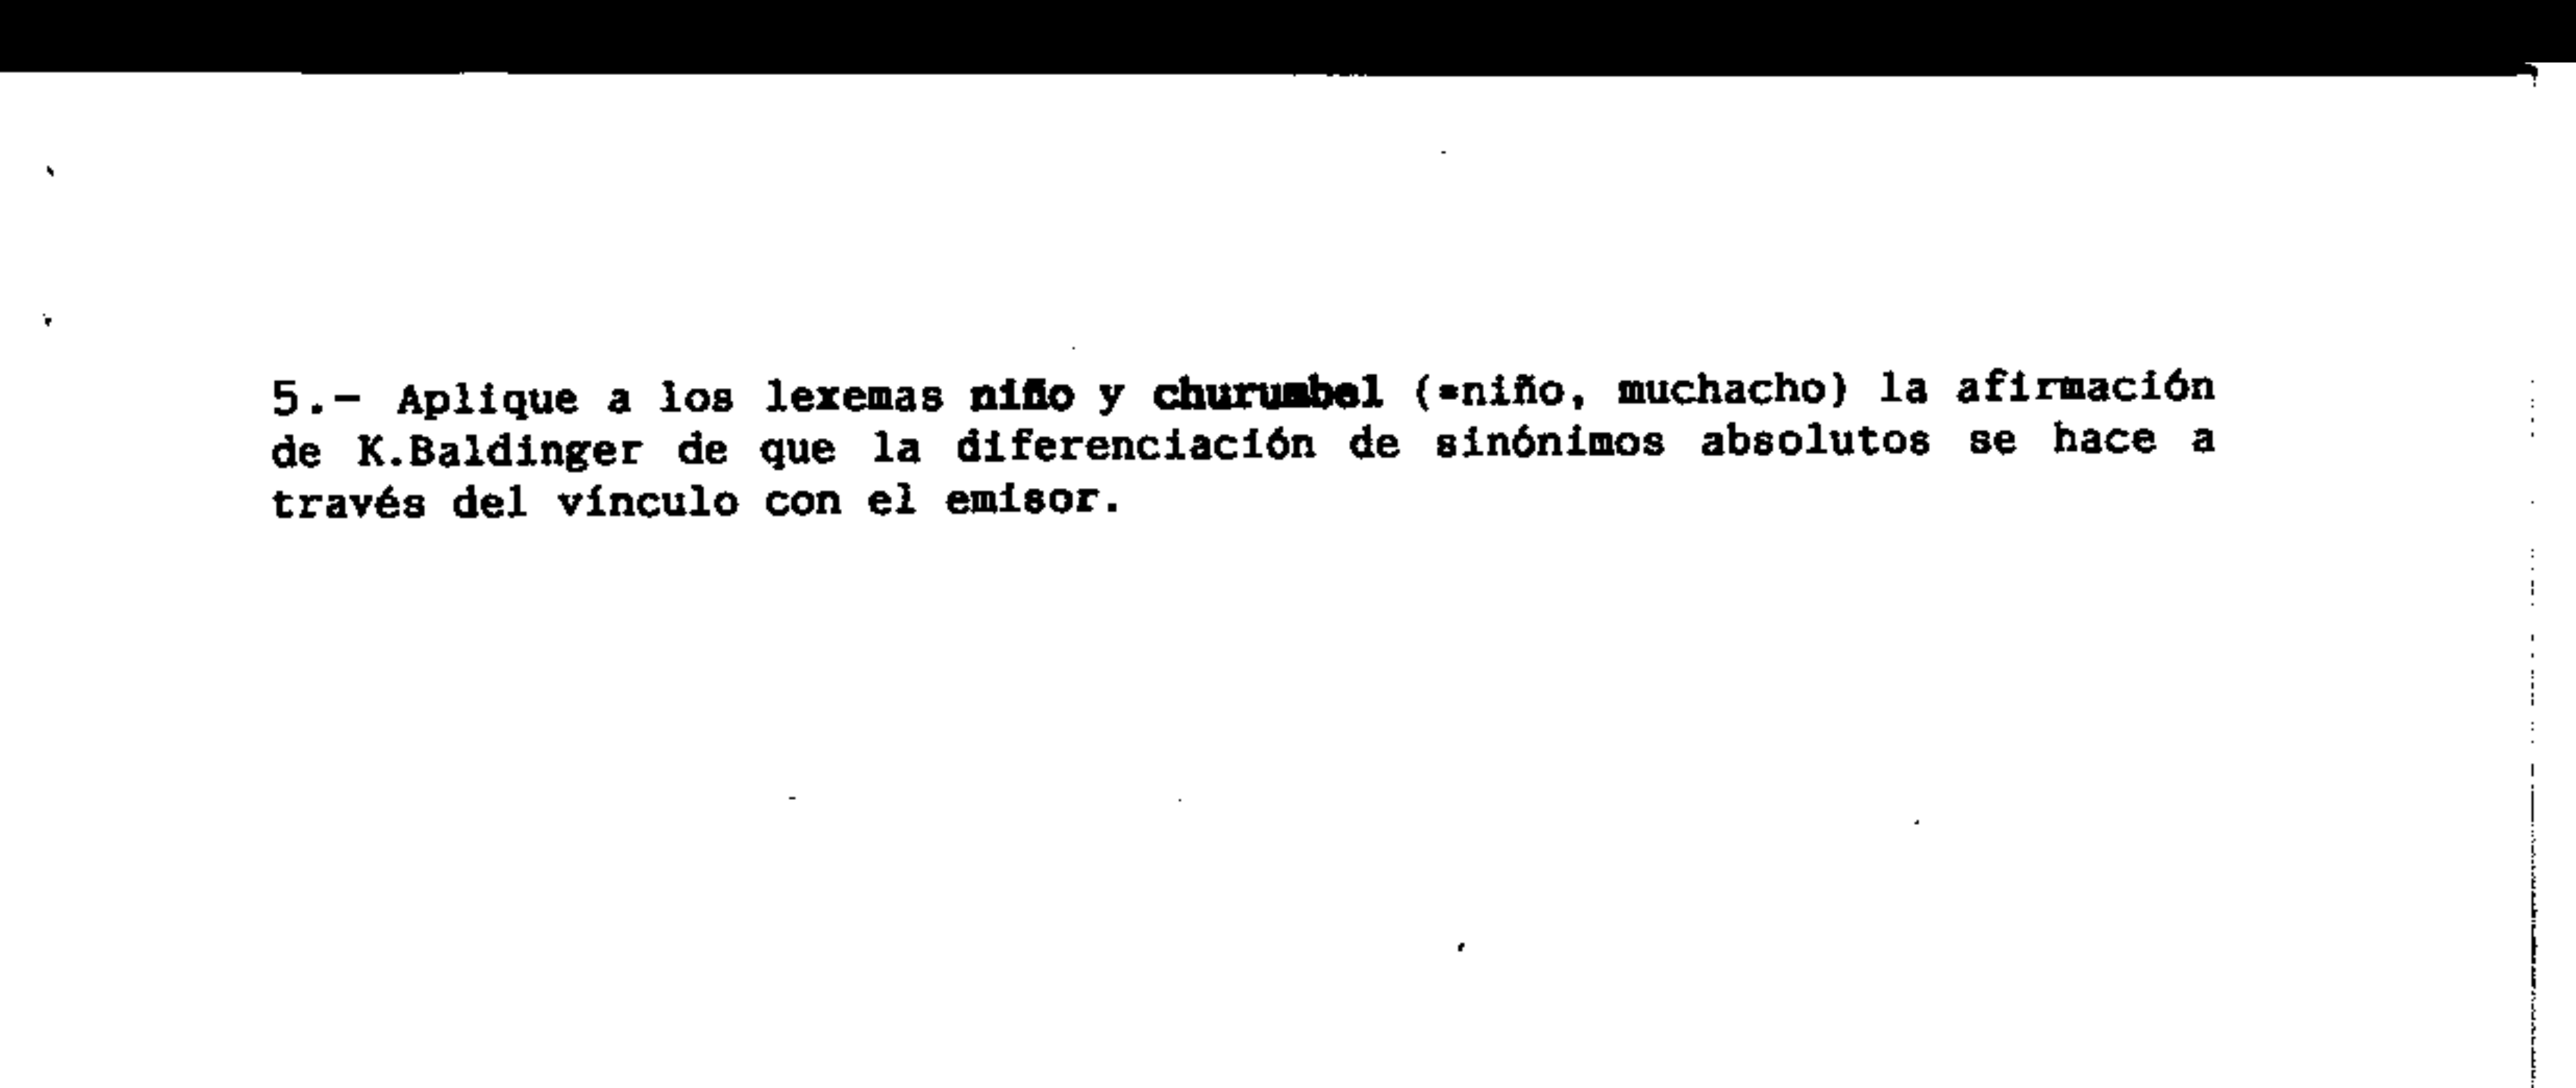 5.- Aplique a los lexemas niño y churumbel (=niño, muchacho) la afirmación
de K.Baldinger de que la diferenciación de sinónimos absolutos se hace a
través del vínculo con el emisor.